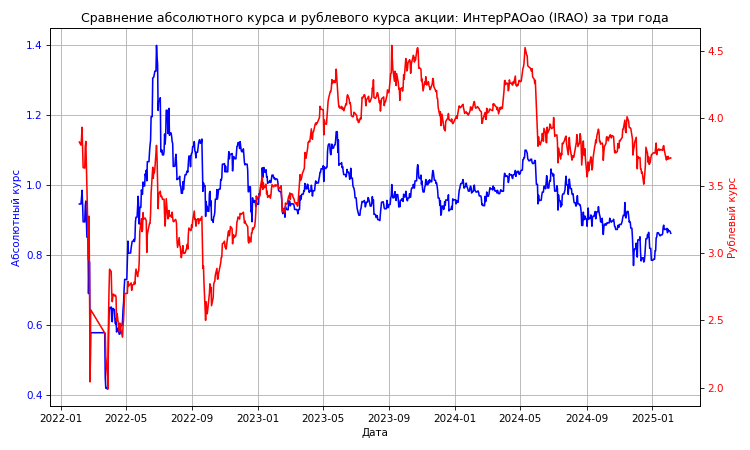 Сравнение абсолютного курса и рублевого курса акции: ИнтерРАОао (IRAO) за три года
Абсолютный курс
1.4
1.2
1.0
0.8
0.6
0.4
4.5
4.0
3.5
3.0
2.5
2.0
Рублевый курс
2022-01 2022-05 2022-09 2023-01 2023-05 2023-09 2024-01 2024-05 2024-09 2025-01
Дата